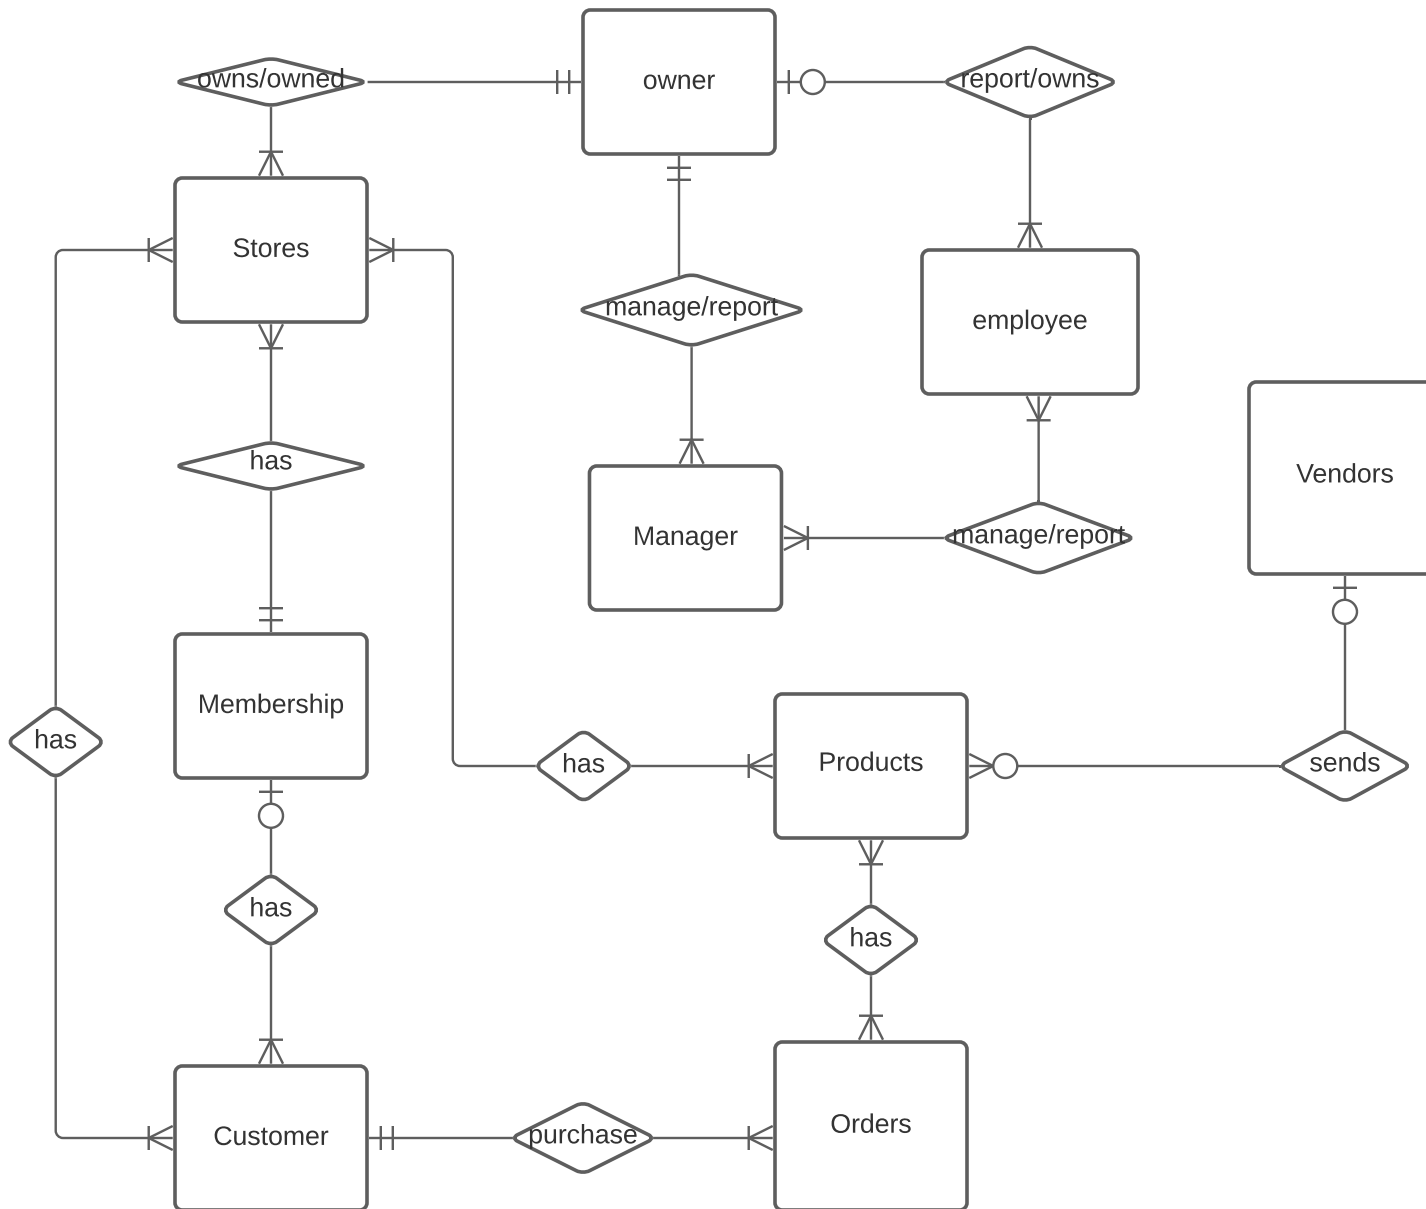 owns/owned
owner
report/owns
Stores
manage/report
employee
has
Manager
manage/report
Vendors
Membership
has
has
Products
sends
has
has
Customer
purchase
Orders